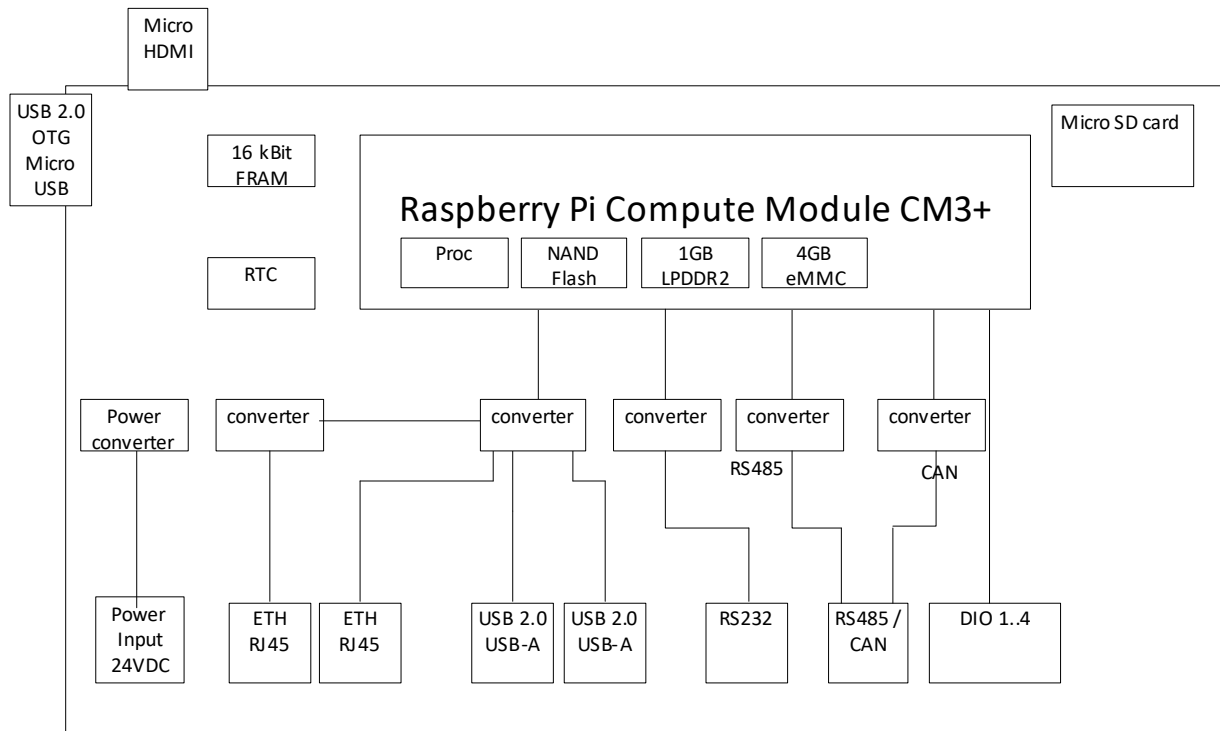 Micro
HDMI
USB 2.0
OTG
Micro
USB
16 kBit
FRAM
Micro SD card
Raspberry Pi Compute Module CM3+
Proc
NAND
Flash
1GB
LPDDR2
4GB
eMMC
RTC
Power
converter
converter
converter
converter
converter
converter
RS485
CAN
Power
Input
24VDC
ETH
RJ45
ETH
RJ45
USB 2.0
USB-A
USB 2.0
USB-A
RS232
RS485 /
CAN
DIO 1..4